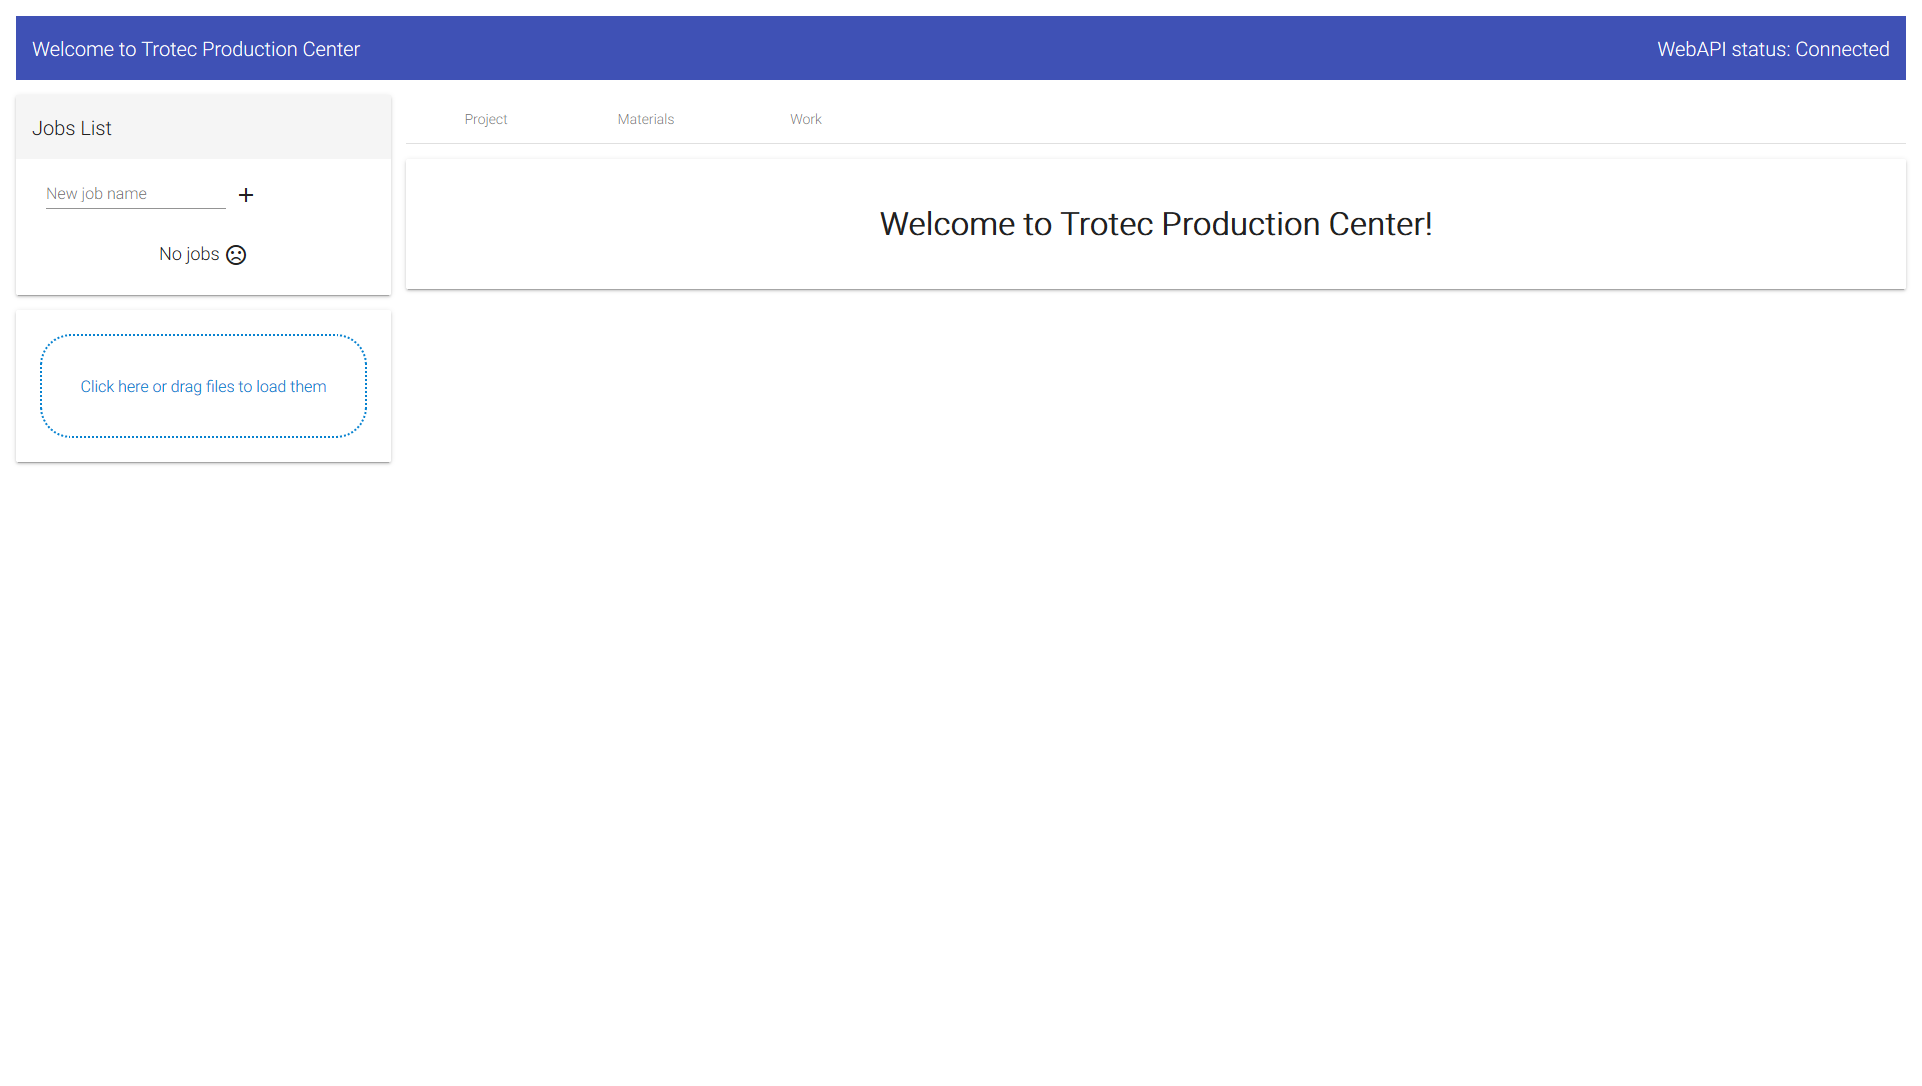 Welcome to Trotec Production Center
WebAPI status: Connected
Jobs List
New job name
No jobs
Click here or drag files to load them
Project
Materials
Work
Welcome to Trotec Production Center!